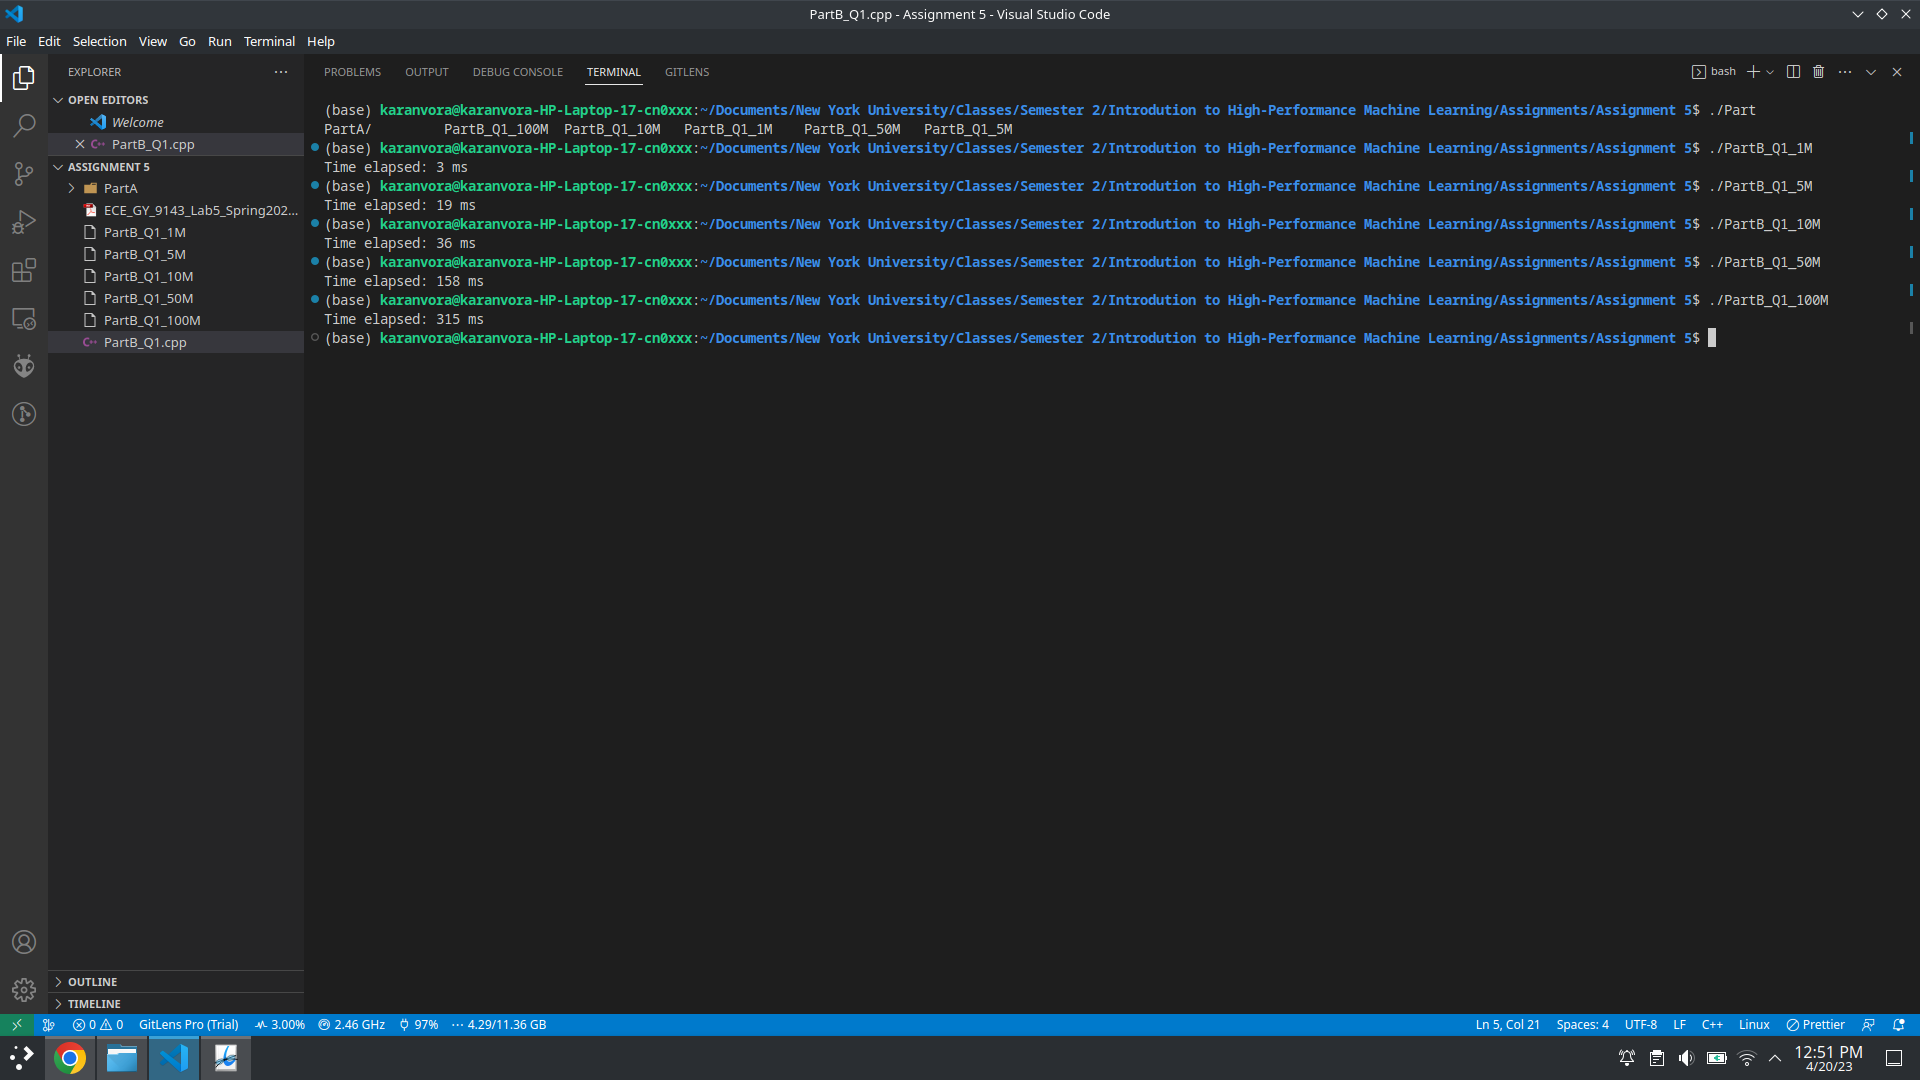 PartB_Q1.cpp - Assignment 5 - Visual Studio Code
File Edit Selection View Go Run Terminal Help
EXPLORER
OPEN EDITORS
Welcome
PartB_Q1.cpp
ASSIGNMENT 5
PartA
ECE_GY_9143_Lab5_Spring202...
PartB_Q1_1M
PartB_Q1_5M
PartB_Q1_10M
PartB_Q1_50M
PartB_Q1_100M
PartB_Q1.cpp
OUTLINE
TIMELINE
PROBLEMS OUTPUT DEBUG CONSOLE TERMINAL GITLENS
bash
(base) karanvora@karanvora-HP-Laptop-17-cn0xxx:~/Documents/New York University/Classes/Semester 2/Introdution to High-Performance Machine Learning/Assignments/Assignment 5$ ./Part
PartA/ PartB_Q1_100M PartB_Q1_10M PartB_Q1_1M PartB_Q1_50M PartB_Q1_5M
(base) karanvora@karanvora-HP-Laptop-17-cn0xxx:~/Documents/New York University/Classes/Semester 2/Introdution to High-Performance Machine Learning/Assignments/Assignment 5$ ./PartB_Q1_1M
Time elapsed: 3 ms
(base) karanvora@karanvora-HP-Laptop-17-cn0xxx:~/Documents/New York University/Classes/Semester 2/Introdution to High-Performance Machine Learning/Assignments/Assignment 5$ ./PartB_Q1_5M
Time elapsed: 19 ms
(base) karanvora@karanvora-HP-Laptop-17-cn0xxx:~/Documents/New York University/Classes/Semester 2/Introdution to High-Performance Machine Learning/Assignments/Assignment 5$ ./PartB_Q1_10M
Time elapsed: 36 ms
(base) karanvora@karanvora-HP-Laptop-17-cn0xxx:~/Documents/New York University/Classes/Semester 2/Introdution to High-Performance Machine Learning/Assignments/Assignment 5$ ./PartB_Q1_50M
Time elapsed: 158 ms
(base) karanvora@karanvora-HP-Laptop-17-cn0xxx:~/Documents/New York University/Classes/Semester 2/Introdution to High-Performance Machine Learning/Assignments/Assignment 5$ ./PartB_Q1_100M
Time elapsed: 315 ms
(base) karanvora@karanvora-HP-Laptop-17-cn0xxx:~/Documents/New York University/Classes/Semester 2/Introdution to High-Performance Machine Learning/Assignments/Assignment 5$
0 0 GitLens Pro (Trial) 3.00% 2.46 GHz 97% ··· 4.29/11.36 GB Ln 5, Col 21 Spaces: 4 UTF-8 LF C++ Linux Prettier
12:51 PM
4/20/23